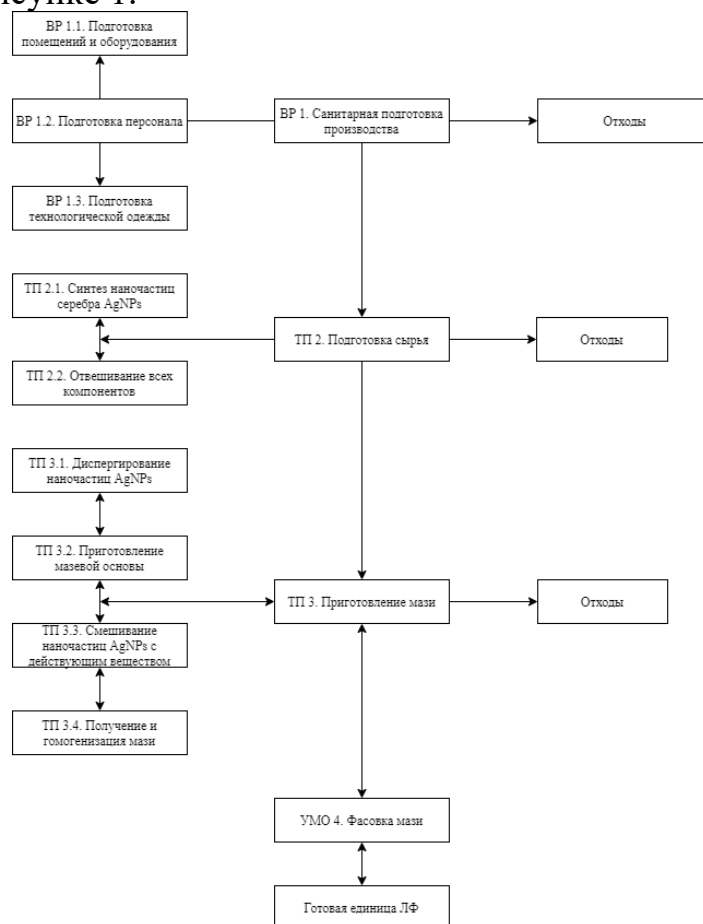 исунке 1.
ВР 1.1. Подготовка
помещений и оборудования
ВР 1.2. Подготовка персонала
ВР 1. Санитарная подготовка
производства
Отходы
ВР 1.3. Подготовка
технологической одежды
ТП 2.1. Синтез наночастиц
серебра AgNPs
ТП 2. Подготовка сырья
Отходы
ТП 2.2. Отвешивание всех
компонентов
ТП 3.1. Диспергирование
наночастиц AgNPs
ТП 3.2. Приготовление
мазевой основы
ТП 3. Приготовление мази
Отходы
ТП 3.3. Смешивание
наночастиц AgNPs с
действующим веществом
ТП 3.4. Получение и
гомогенизация мази
УМО 4. Фасовка мази
Готовая единица ЛФ